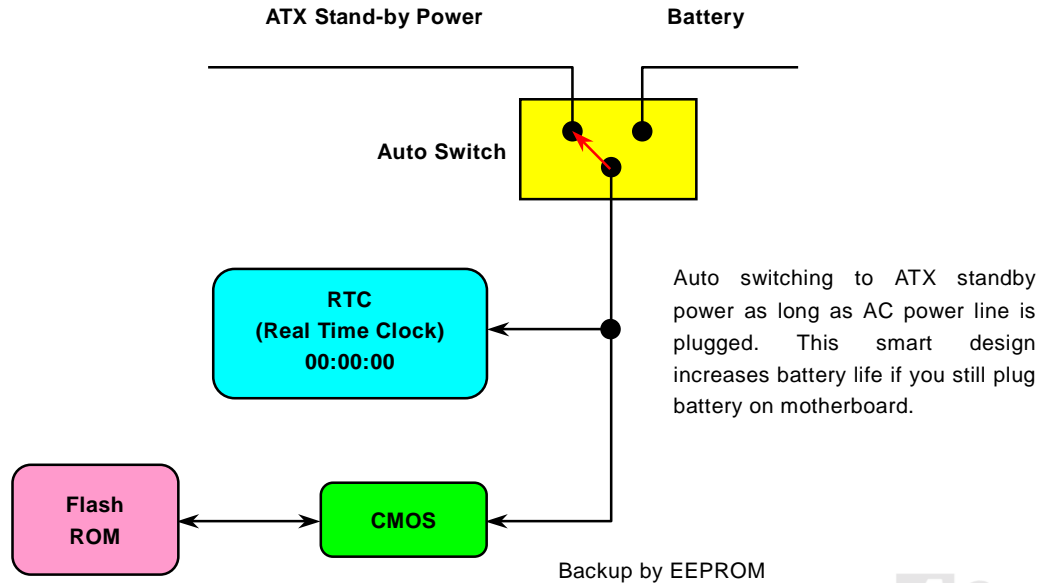 ATX Stand-by Power
Battery
Auto Switch
RTC
(Real Time Clock)
00:00:00
Auto switching to ATX standby
power as long as AC power line is
plugged. This smart design
increases battery life if you still plug
battery on motherboard.
Flash
ROM
CMOS
Backup by EEPROM